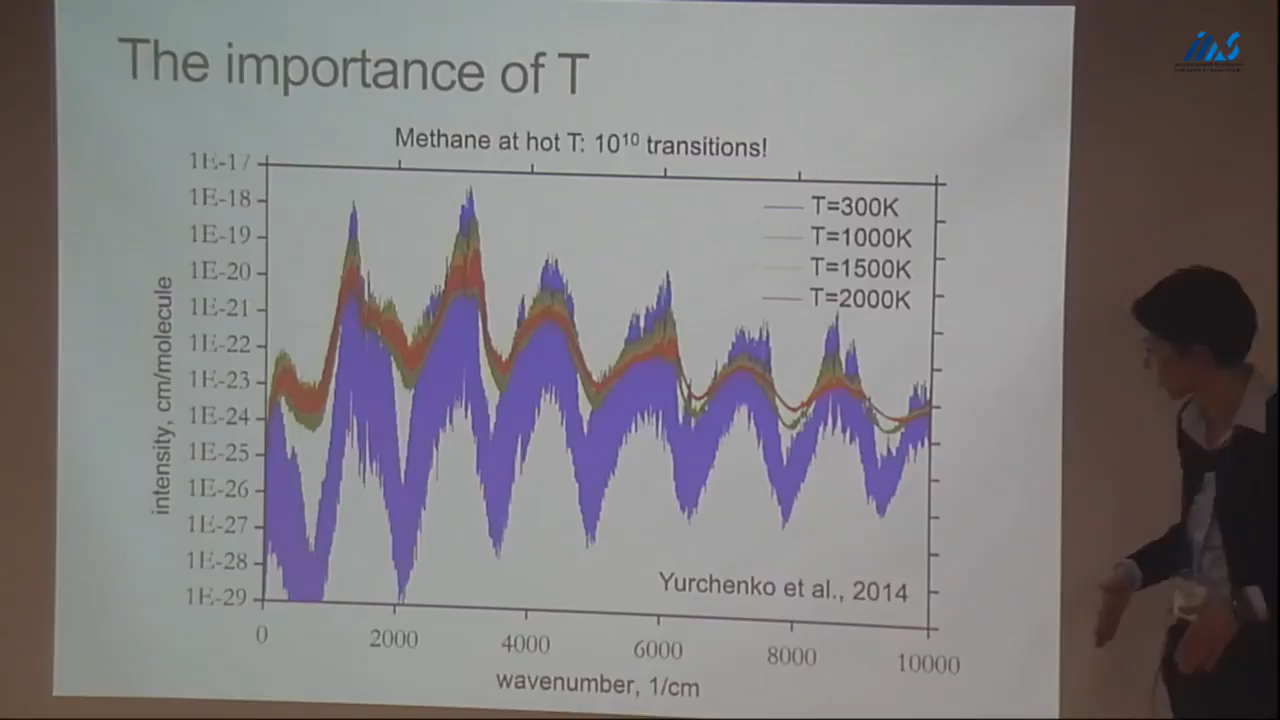 The importance of T
Methane at hot T: 10¹⁰ transitions!
1E-17
1E-18
1E-19
1E-20
1E-21
1E-22
1E-23
1E-24
1E-25
1E-26
1E-27
1E-28
1E-29
intensity, cm/molecule
T=300K
T=1000K
T=1500K
T=2000K
Yurchenko et al., 2014
0
2000
4000
6000
8000
10000
wavenumber, 1/cm